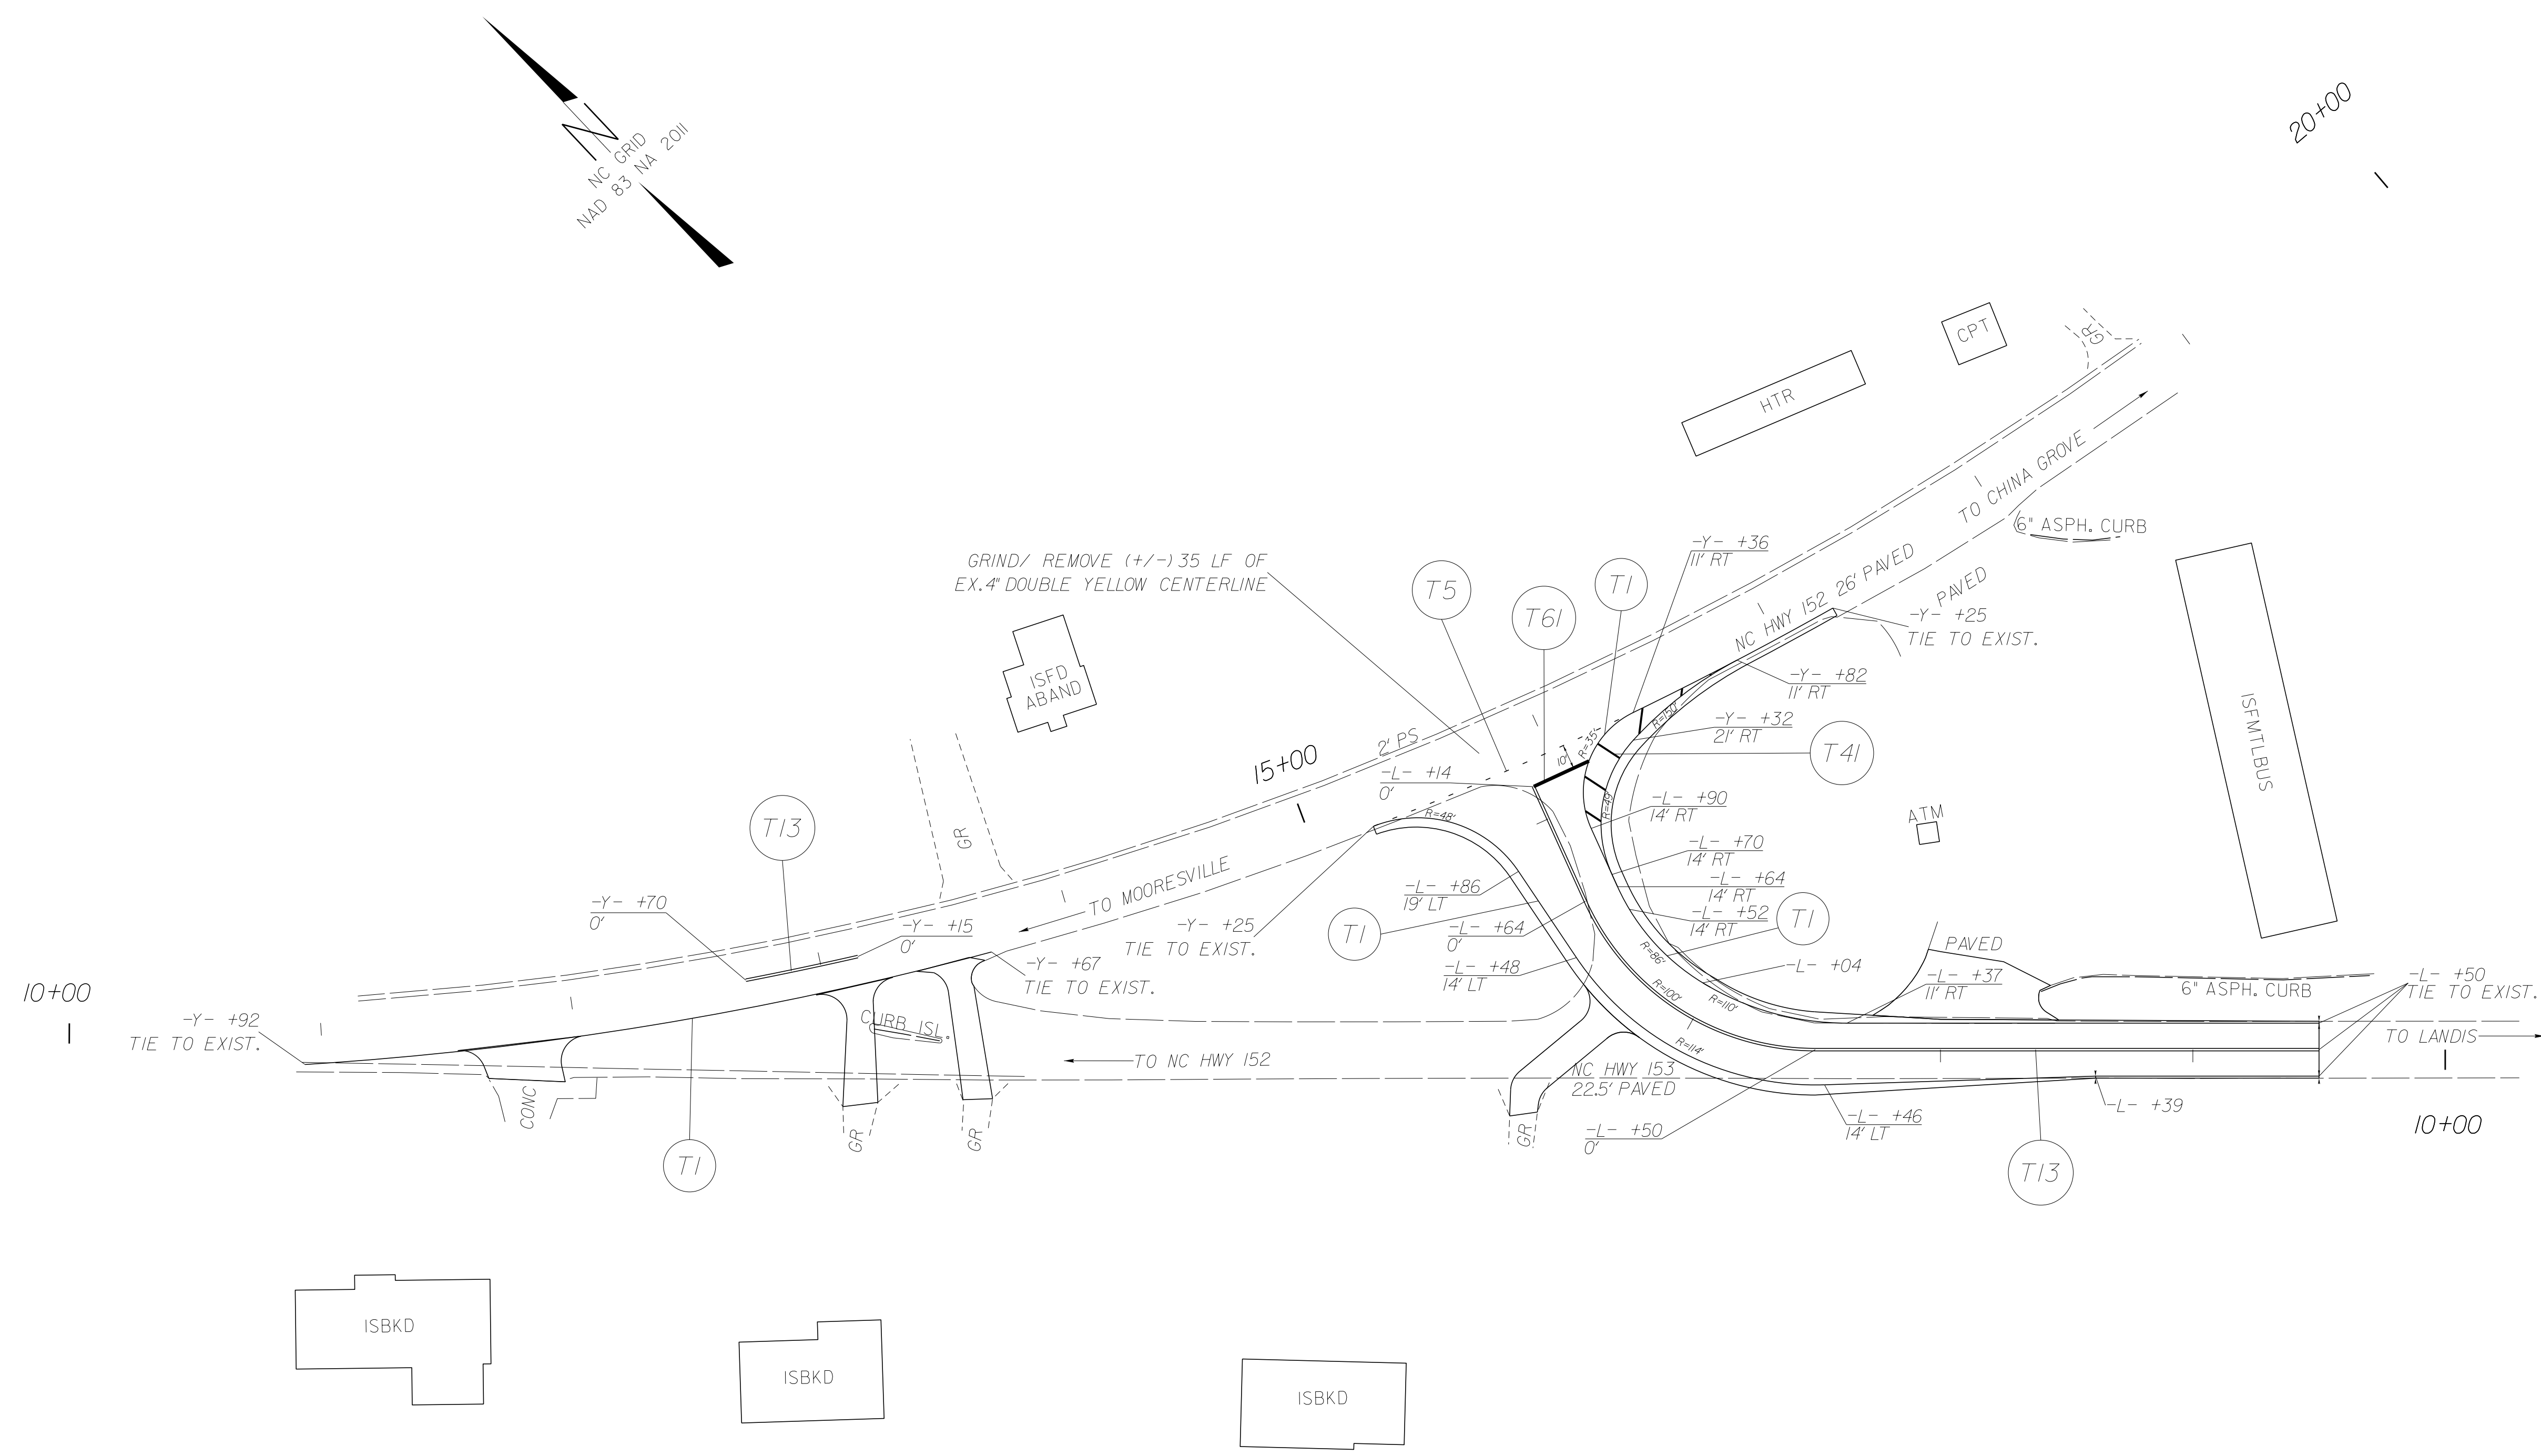 20+00
NC GRID
NAD 83 NA 2011
GR
CPT
HTR
TO CHINA GROVE
6" ASPH. CURB
-Y- +36
11' RT
GRIND/ REMOVE (+/-)35 LF OF
EX.4" DOUBLE YELLOW CENTERLINE
T5
T61
T1
NC HWY 152 26' PAVED
PAVED
-Y- +25
TIE TO EXIST.
ISFD
ABAND
-Y- +82
11' RT
ISFMTLBUS
R=150'
-Y- +32
21' RT
T41
2' PS
R=35'
10'
15+00
-L- +14
0'
-L- +90
14' RT
R=49'
ATM
R=48'
T13
GR
-L- +70
14' RT
TO MOORESVILLE
-L- +86
19' LT
-L- +64
14' RT
-Y- +70
0'
-L- +52
14' RT
T1
T1
-Y- +15
0'
-Y- +25
TIE TO EXIST.
-L- +64
0'
PAVED
R=86'
-L- +04
-L- +48
14' LT
-Y- +67
TIE TO EXIST.
-L- +37
11' RT
-L- +50
TIE TO EXIST.
10+00
R=100'
R=110'
6" ASPH. CURB
-Y- +92
TIE TO EXIST.
CURB ISL.
TO LANDIS
R=114'
TO NC HWY 152
NC HWY 153
22.5' PAVED
CONC
GR
GR
GR
-L- +39
-L- +46
14' LT
-L- +50
0'
10+00
T1
T13
ISBKD
ISBKD
ISBKD